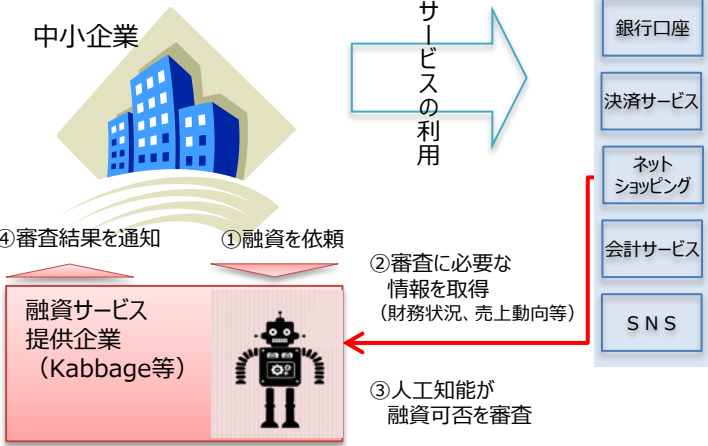 中小企業
サービスの利用
銀行口座
決済サービス
ネット
ショッピング
会計サービス
ＳＮＳ
④審査結果を通知
①融資を依頼
②審査に必要な
情報を取得
（財務状況、売上動向等）
融資サービス
提供企業
（Kabbage等）
③人工知能が
融資可否を審査